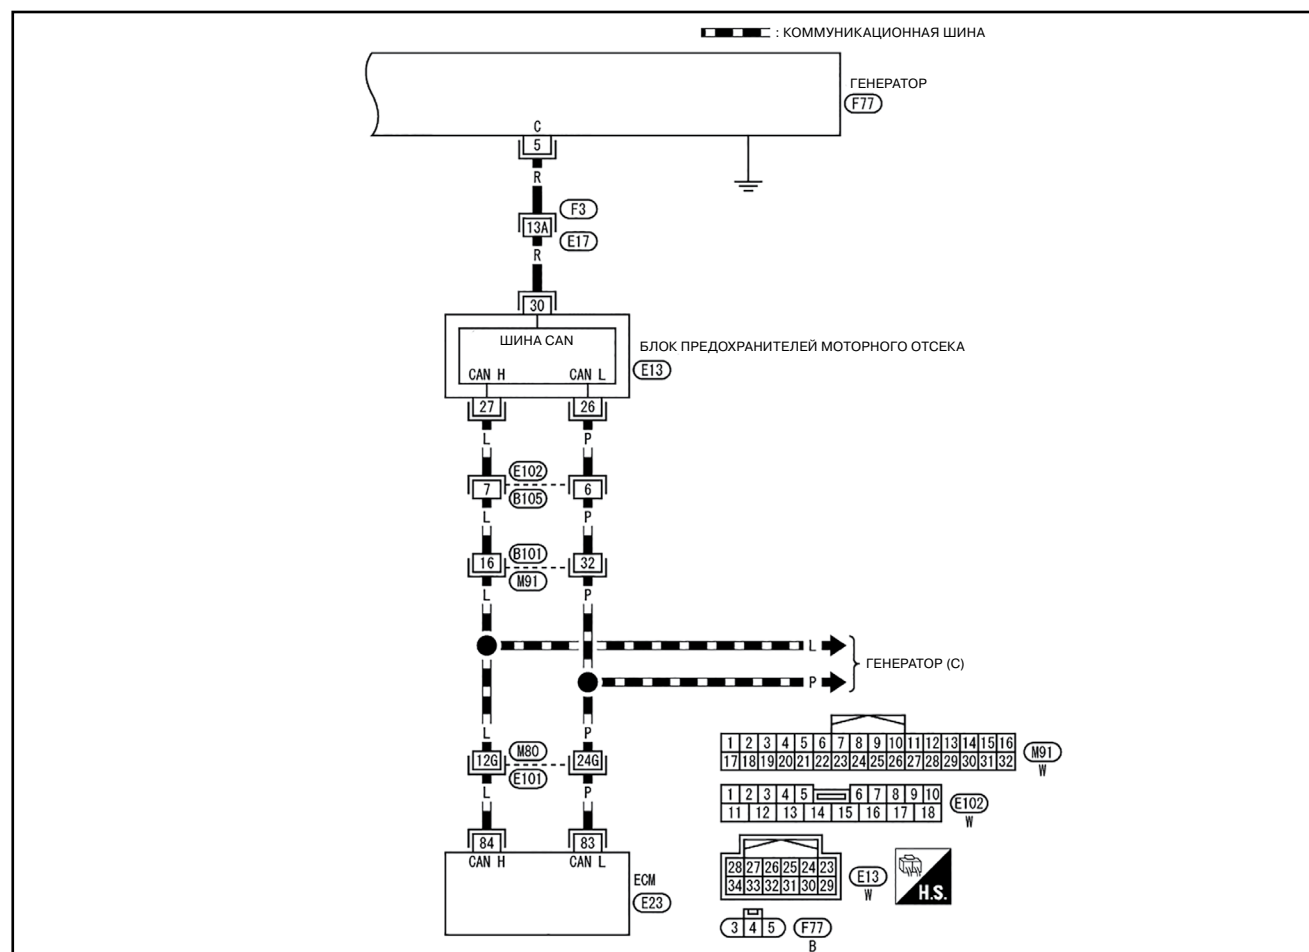 : КОММУНИКАЦИОННАЯ ШИНА
ГЕНЕРАТОР
F77
C
5
R
F3
13A
E17
R
30
ШИНА CAN
БЛОК ПРЕДОХРАНИТЕЛЕЙ МОТОРНОГО ОТСЕКА
CAN H CAN L
E13
27 26
L P
E102
7 6
B105
L P
B101
16 32
M91
L P
L
ГЕНЕРАТОР (С)
P
L P
M80
12G 24G
E101
L P
84 83
CAN H CAN L
ECM
E23
1 2 3 4 5 6 7 8 9 10 11 12 13 14 15 16
17 18 19 20 21 22 23 24 25 26 27 28 29 30 31 32
M91
W
1 2 3 4 5 6 7 8 9 10
11 12 13 14 15 16 17 18
E102
W
28 27 26 25 24 23
34 33 32 31 30 29
E13
W
H.S.
3 4 5
F77
B